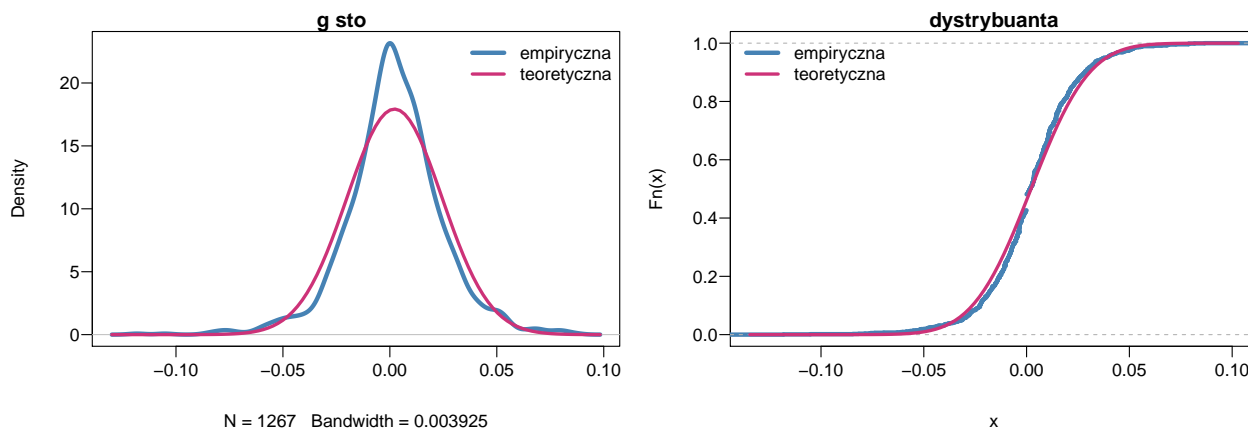 g sto
Density
20
15
10
5
0
empiryczna
teoretyczna
−0.10 −0.05 0.00 0.05 0.10
N = 1267 Bandwidth = 0.003925
dystrybuanta
Fn(x)
1.0
0.8
0.6
0.4
0.2
0.0
empiryczna
teoretyczna
−0.10 −0.05 0.00 0.05 0.10
x